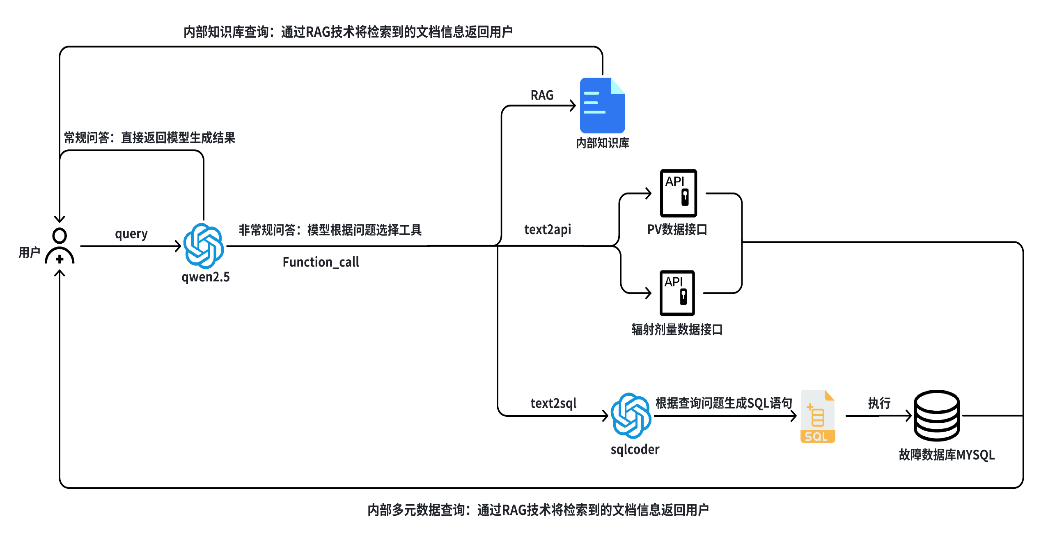 内部知识库查询：通过RAG技术将检索到的文档信息返回用户
RAG
内部知识库
常规问答：直接返回模型生成结果
API
PV数据接口
用户
query
qwen2.5
非常规问答：模型根据问题选择工具
Function_call
text2api
API
辐射剂量数据接口
text2sql
sqlcoder
根据查询问题生成SQL语句
SQL
执行
故障数据库MYSQL
内部多元数据查询：通过RAG技术将检索到的文档信息返回用户